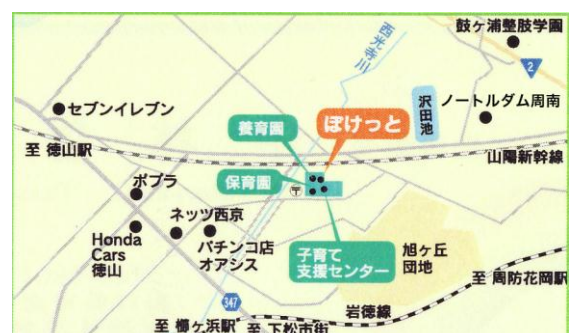 鼓ヶ浦整肢学園
西光寺川
2
セブンイレブン
沢田池
ノートルダム周南
養育園
ぽけっと
至 徳山駅
山陽新幹線
ポプラ
保育園
〒
ネッツ西京
Honda
Cars
徳山
パチンコ店
オアシス
子育て
支援センター
旭ヶ丘
団地
至 周防花岡駅
347
岩徳線
至 櫛ヶ浜駅
至 下松市街